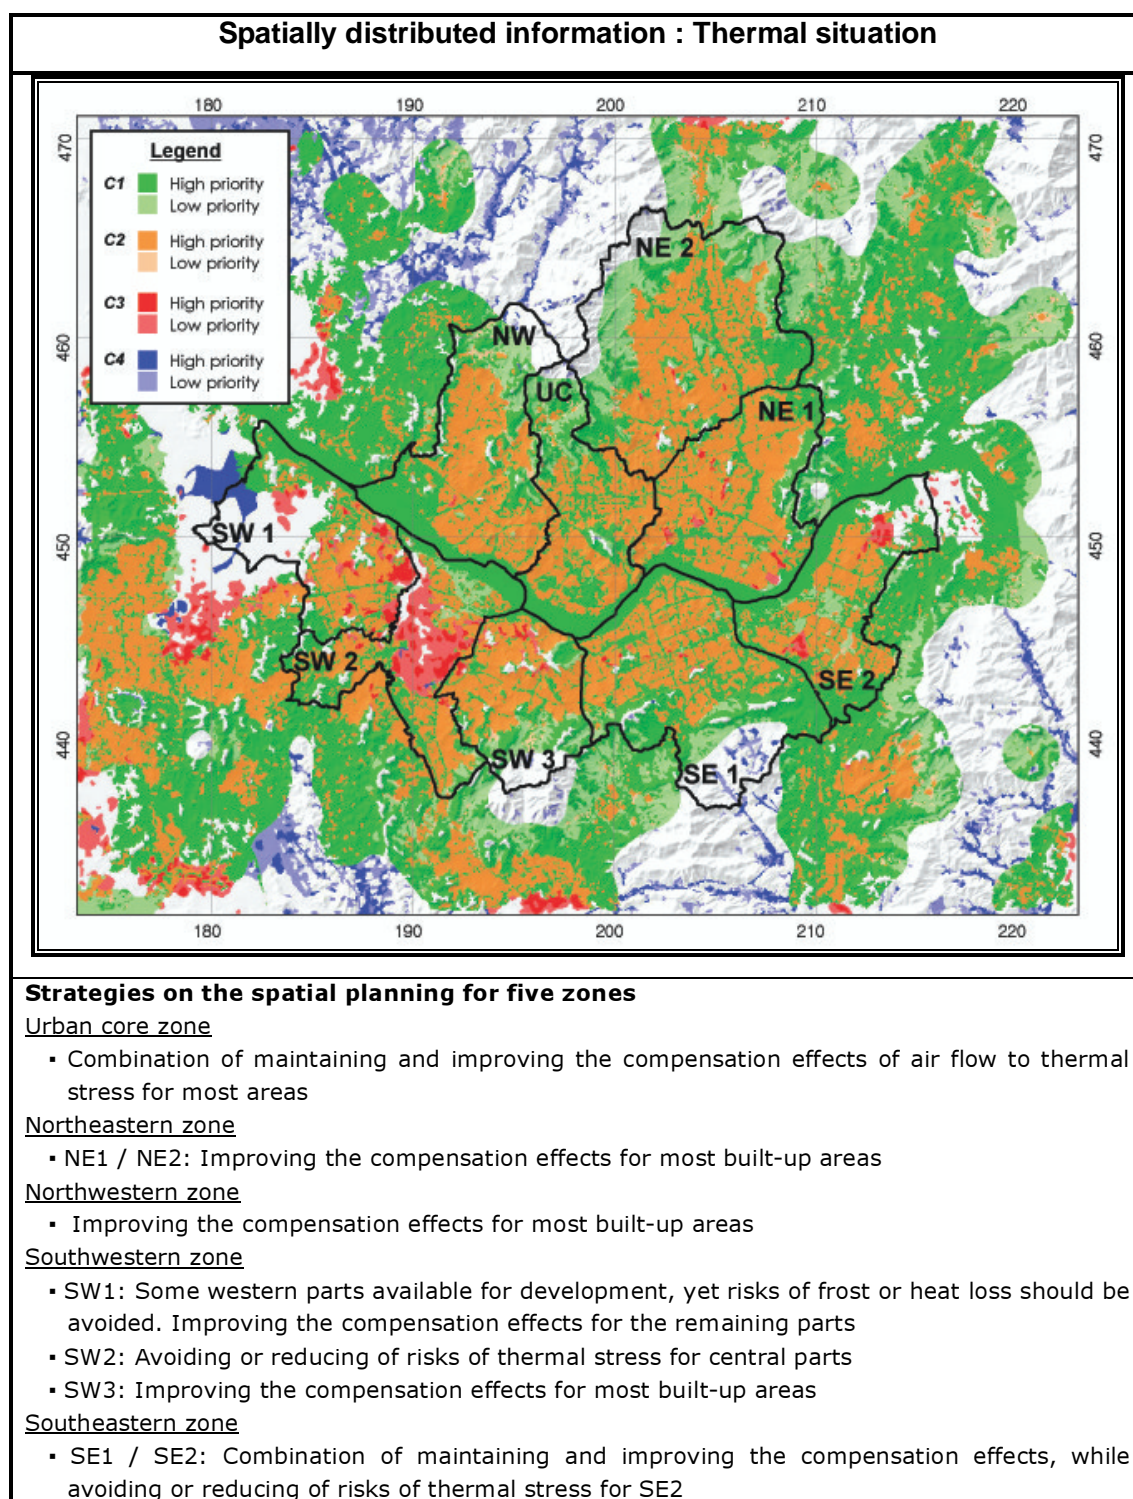 Spatially distributed information : Thermal situation
180 190 200 210 220
470 470
460 460
450 450
440 440
Legend
C1 High priority
Low priority
C2 High priority
Low priority
C3 High priority
Low priority
C4 High priority
Low priority
NE 2
NW
UC
NE 1
SW 1
SW 2
SE 2
SW 3
SE 1
180 190 200 210 220
Strategies on the spatial planning for five zones
Urban core zone
▪ Combination of maintaining and improving the compensation effects of air flow to thermal
stress for most areas
Northeastern zone
▪ NE1 / NE2: Improving the compensation effects for most built-up areas
Northwestern zone
▪ Improving the compensation effects for most built-up areas
Southwestern zone
▪ SW1: Some western parts available for development, yet risks of frost or heat loss should be
avoided. Improving the compensation effects for the remaining parts
▪ SW2: Avoiding or reducing of risks of thermal stress for central parts
▪ SW3: Improving the compensation effects for most built-up areas
Southeastern zone
▪ SE1 / SE2: Combination of maintaining and improving the compensation effects, while
avoiding or reducing of risks of thermal stress for SE2